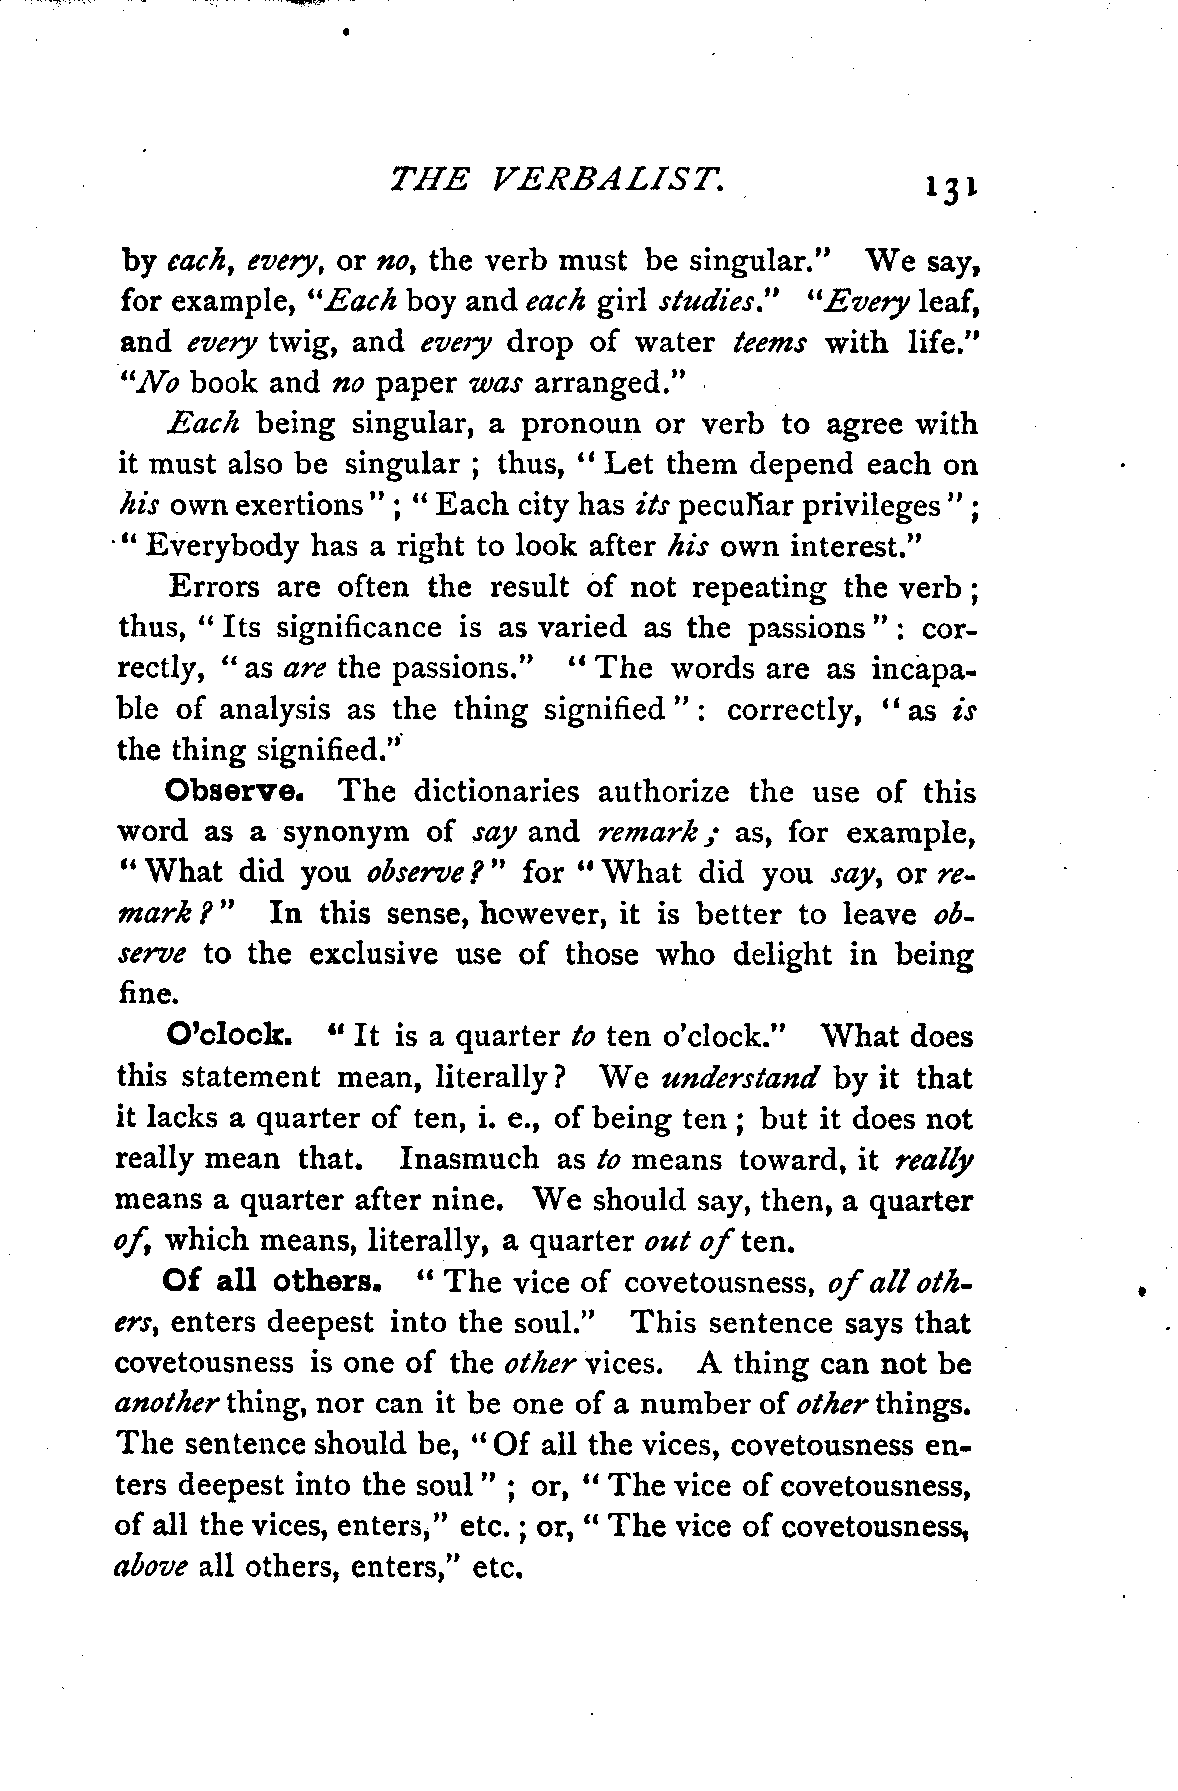 THE VERBALIST. 131
by each, every, or no, the verb must be singular." We say,
for example, "Each boy and each girl studies." "Every leaf,
and every twig, and every drop of water teems with life."
"No book and no paper was arranged."
Each being singular, a pronoun or verb to agree with
it must also be singular ; thus, " Let them depend each on
his own exertions " ; " Each city has its peculiar privileges " ;
" Everybody has a right to look after his own interest."
Errors are often the result of not repeating the verb ;
thus, " Its significance is as varied as the passions " : cor-
rectly, " as are the passions." " The words are as incapa-
ble of analysis as the thing signified " : correctly, " as is
the thing signified."
Observe. The dictionaries authorize the use of this
word as a synonym of say and remark ; as, for example,
" What did you observe ? " for " What did you say, or re-
mark ? " In this sense, however, it is better to leave ob-
serve to the exclusive use of those who delight in being
fine.
O'clock. " It is a quarter to ten o'clock." What does
this statement mean, literally ? We understand by it that
it lacks a quarter of ten, i. e., of being ten ; but it does not
really mean that. Inasmuch as to means toward, it really
means a quarter after nine. We should say, then, a quarter
of, which means, literally, a quarter out of ten.
Of all others. " The vice of covetousness, of all oth-
ers, enters deepest into the soul." This sentence says that
covetousness is one of the other vices. A thing can not be
another thing, nor can it be one of a number of other things.
The sentence should be, " Of all the vices, covetousness en-
ters deepest into the soul " ; or, " The vice of covetousness,
of all the vices, enters," etc. ; or, " The vice of covetousness,
above all others, enters," etc.